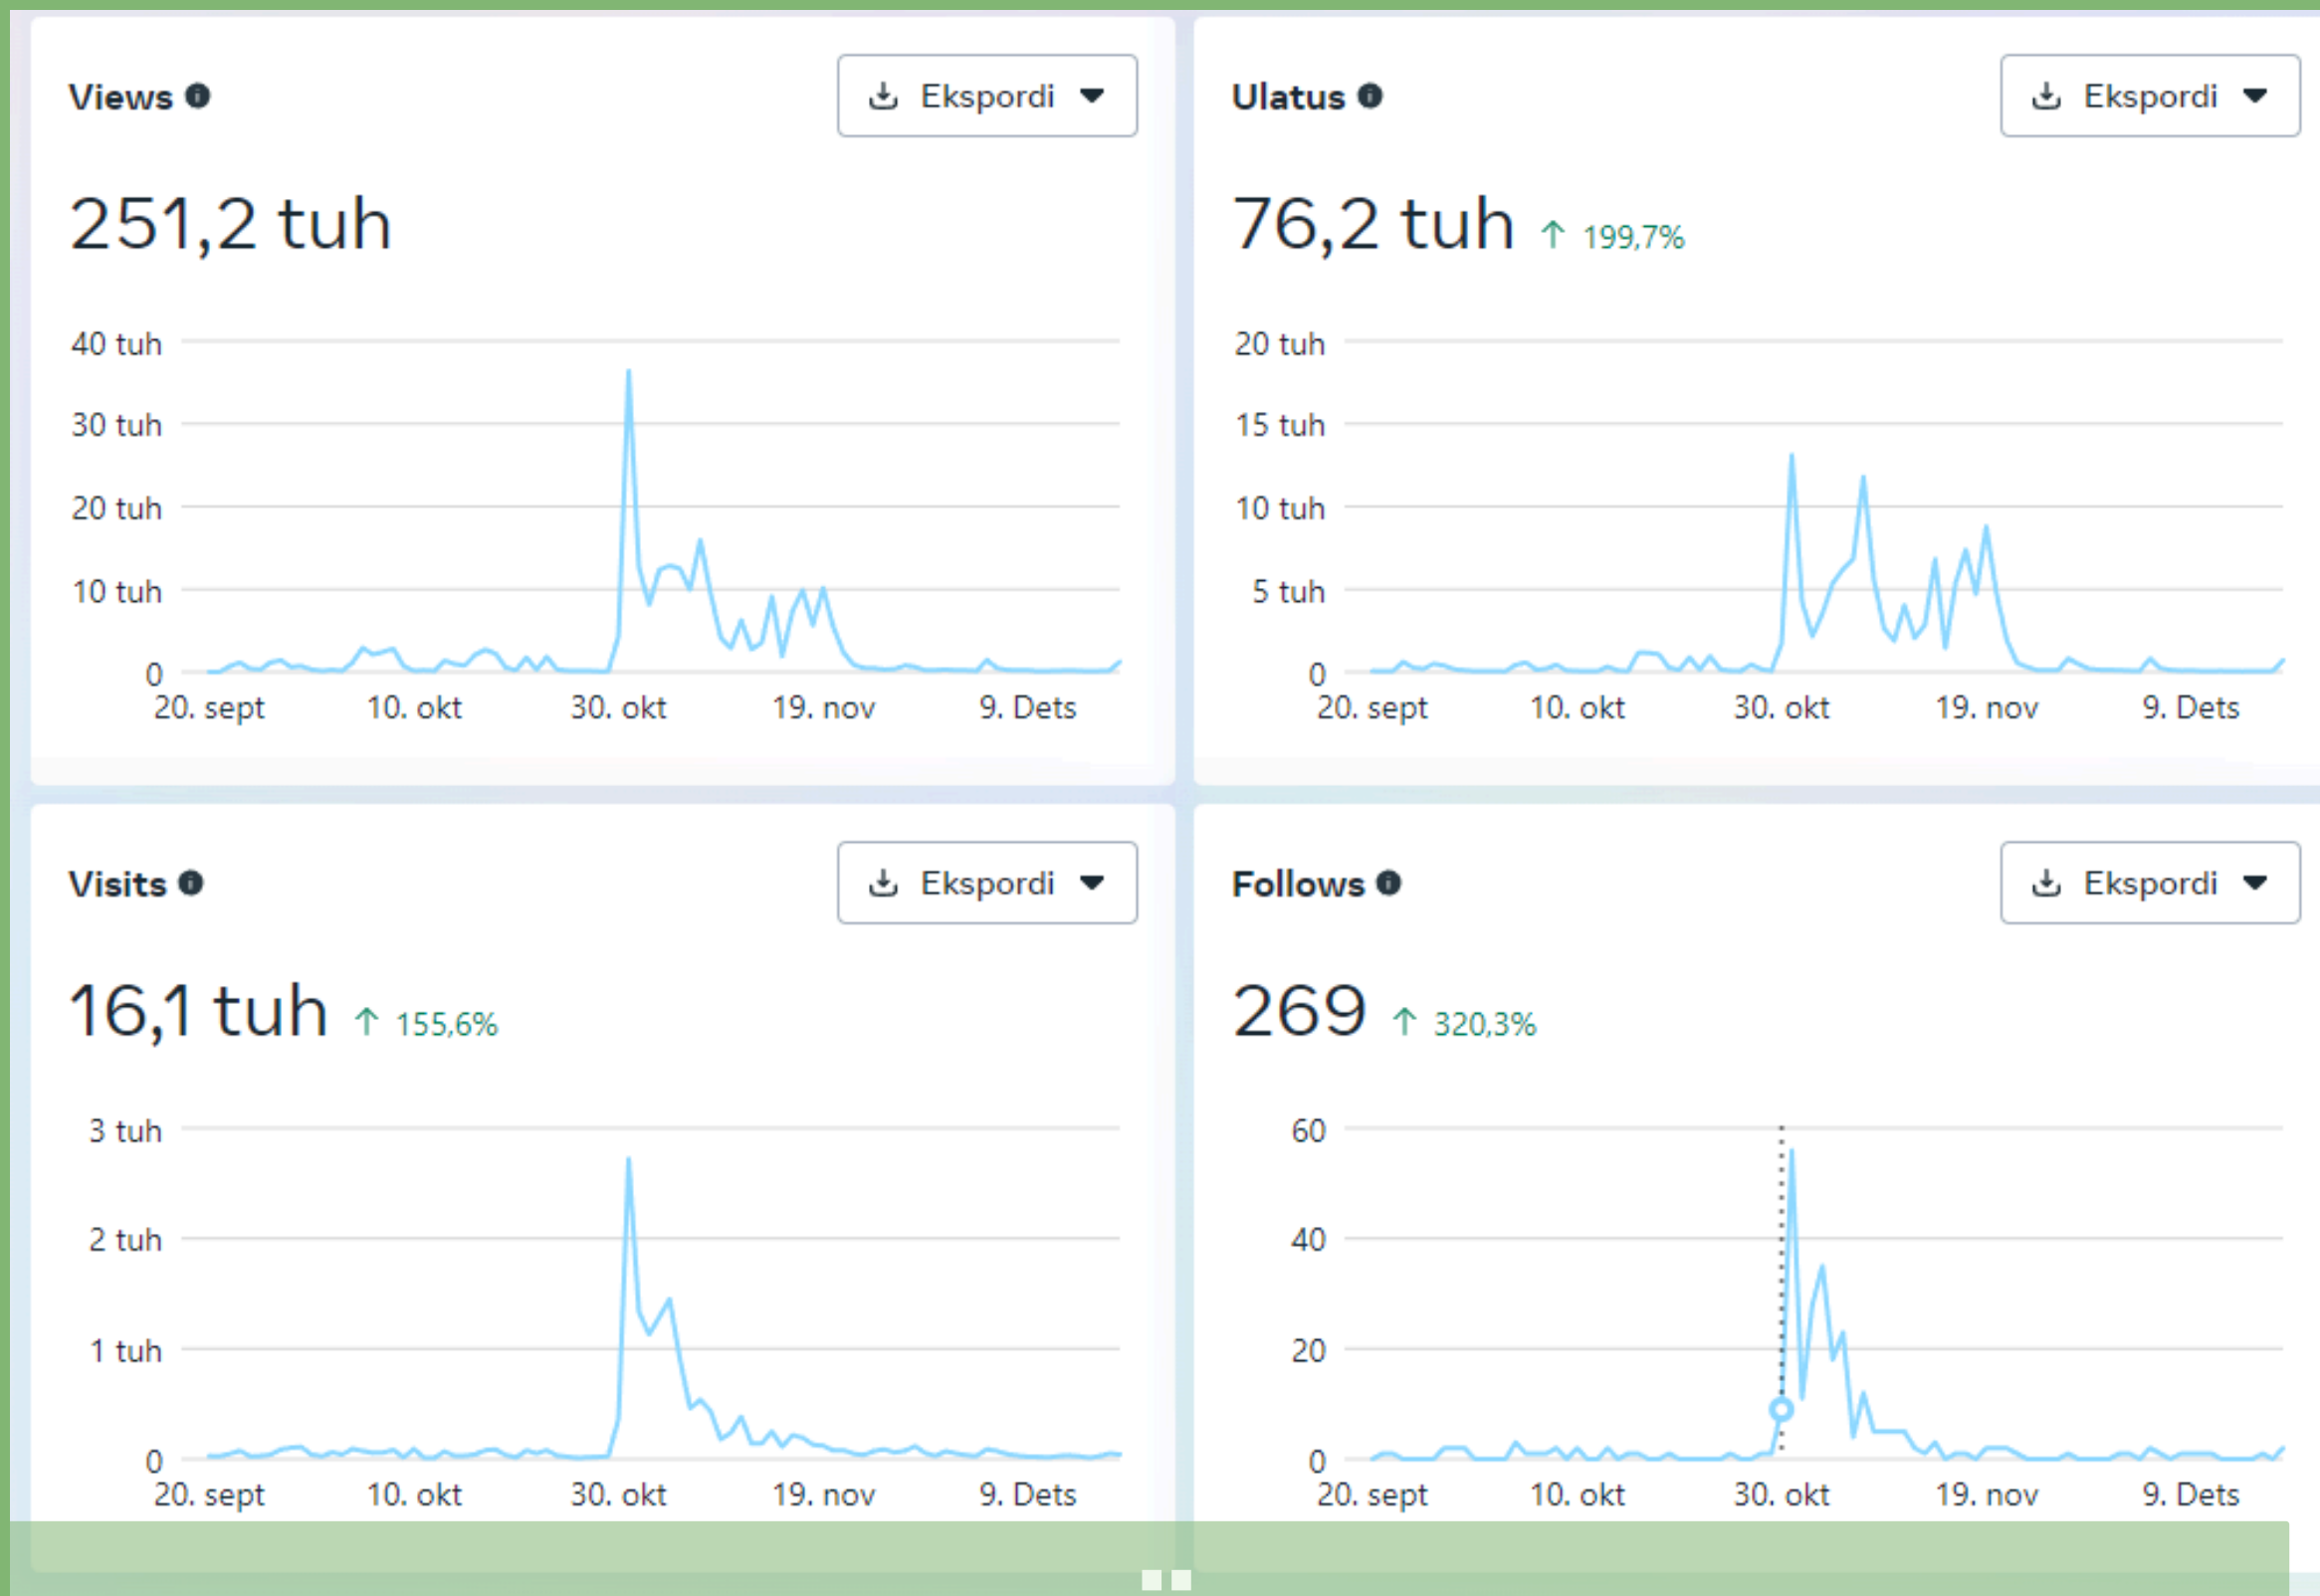 Views
Ekspordi
251,2 tuh
40 tuh
30 tuh
20 tuh
10 tuh
0
20. sept 10. okt 30. okt 19. nov 9. Dets
Ulatus
Ekspordi
76,2 tuh ↑ 199,7%
20 tuh
15 tuh
10 tuh
5 tuh
0
20. sept 10. okt 30. okt 19. nov 9. Dets
Visits
Ekspordi
16,1 tuh ↑ 155,6%
3 tuh
2 tuh
1 tuh
0
20. sept 10. okt 30. okt 19. nov 9. Dets
Follows
Ekspordi
269 ↑ 320,3%
60
40
20
0
20. sept 10. okt 30. okt 19. nov 9. Dets